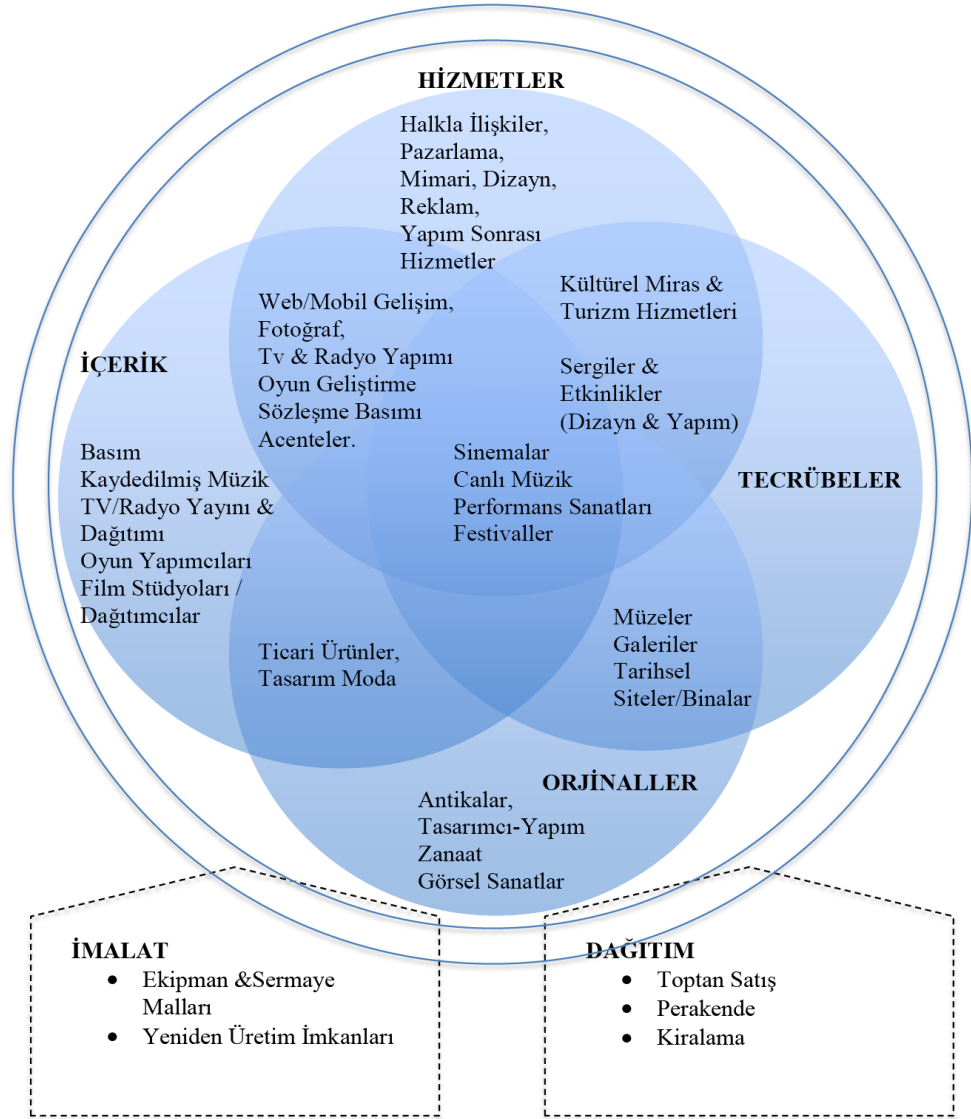 HİZMETLER
Halkla İlişkiler,
Pazarlama,
Mimari, Dizayn,
Reklam,
Yapım Sonrası
Hizmetler
Kültürel Miras &
Turizm Hizmetleri
Sergiler &
Etkinlikler
(Dizayn & Yapım)
Web/Mobil Gelişim,
Fotoğraf,
Tv & Radyo Yapımı
Oyun Geliştirme
Sözleşme Basımı
Acenteler.
İÇERİK
Basım
Kaydedilmiş Müzik
TV/Radyo Yayını &
Dağıtımı
Oyun Yapımcıları
Film Stüdyoları /
Dağıtımcılar
Sinemalar
Canlı Müzik
Performans Sanatları
Festivaller
TECRÜBELER
Ticari Ürünler,
Tasarım Moda
Müzeler
Galeriler
Tarihsel
Siteler/Binalar
ORJİNALLER
Antikalar,
Tasarımcı-Yapım
Zanaat
Görsel Sanatlar
İMALAT
• Ekipman &Sermaye
Malları
• Yeniden Üretim İmkanları
DAĞITIM
• Toptan Satış
• Perakende
• Kiralama